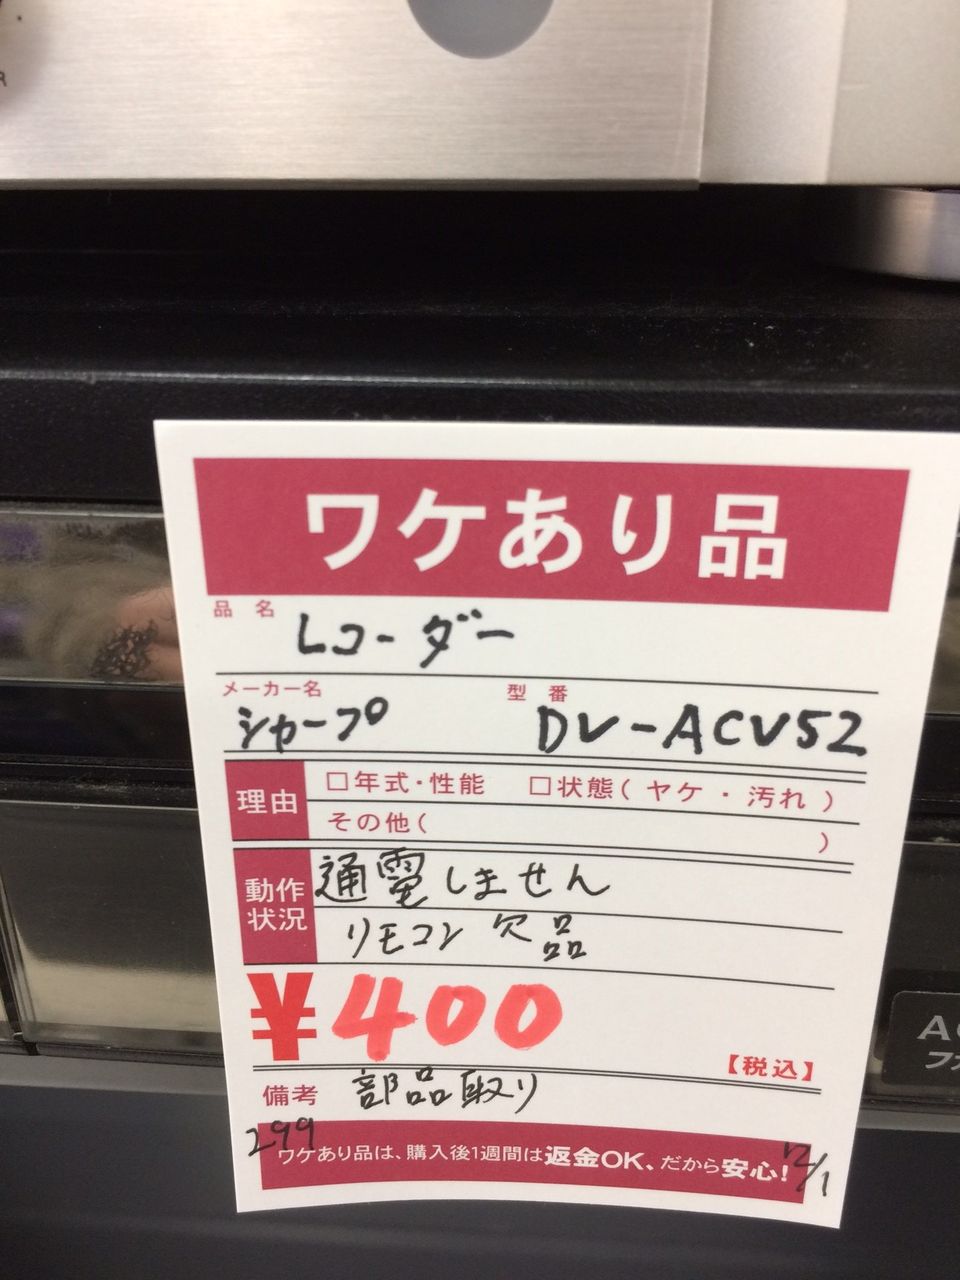 R
ワケあり品
品名
レコーダー
メーカー名 型番
シャープ DV-ACV52
理由 □年式・性能 □状態(ヤケ・汚れ)
その他( )
動作状況 通電しません
リモコン欠品
¥400
【税込】
備考 部品取り
299
ワケあり品は、購入後1週間は返金OK、だから安心!
12/1